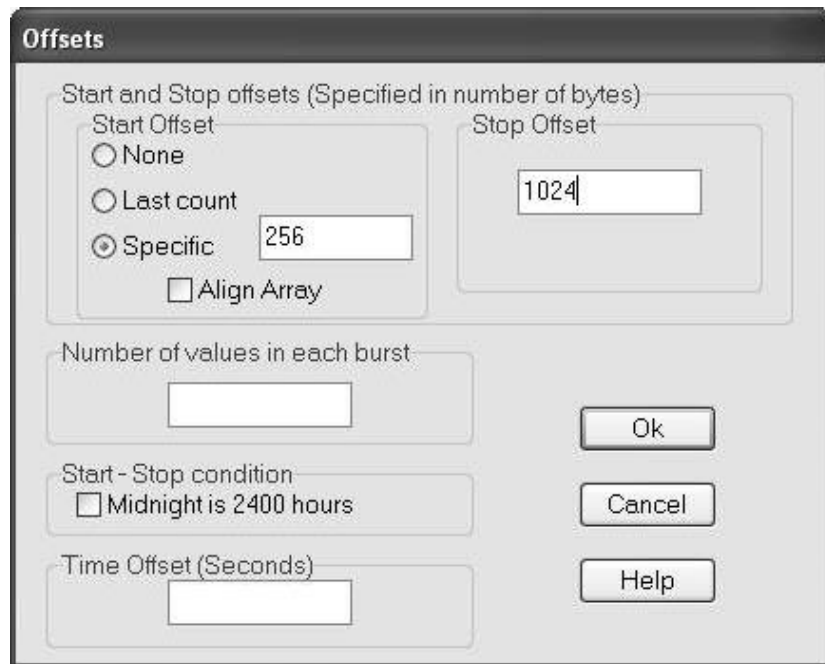 Offsets
Start and Stop offsets (Specified in number of bytes)
Start Offset
None
Last count
Specific
256
Align Array
Stop Offset
1024
Number of values in each burst
Ok
Start - Stop condition
Midnight is 2400 hours
Cancel
Time Offset (Seconds)
Help